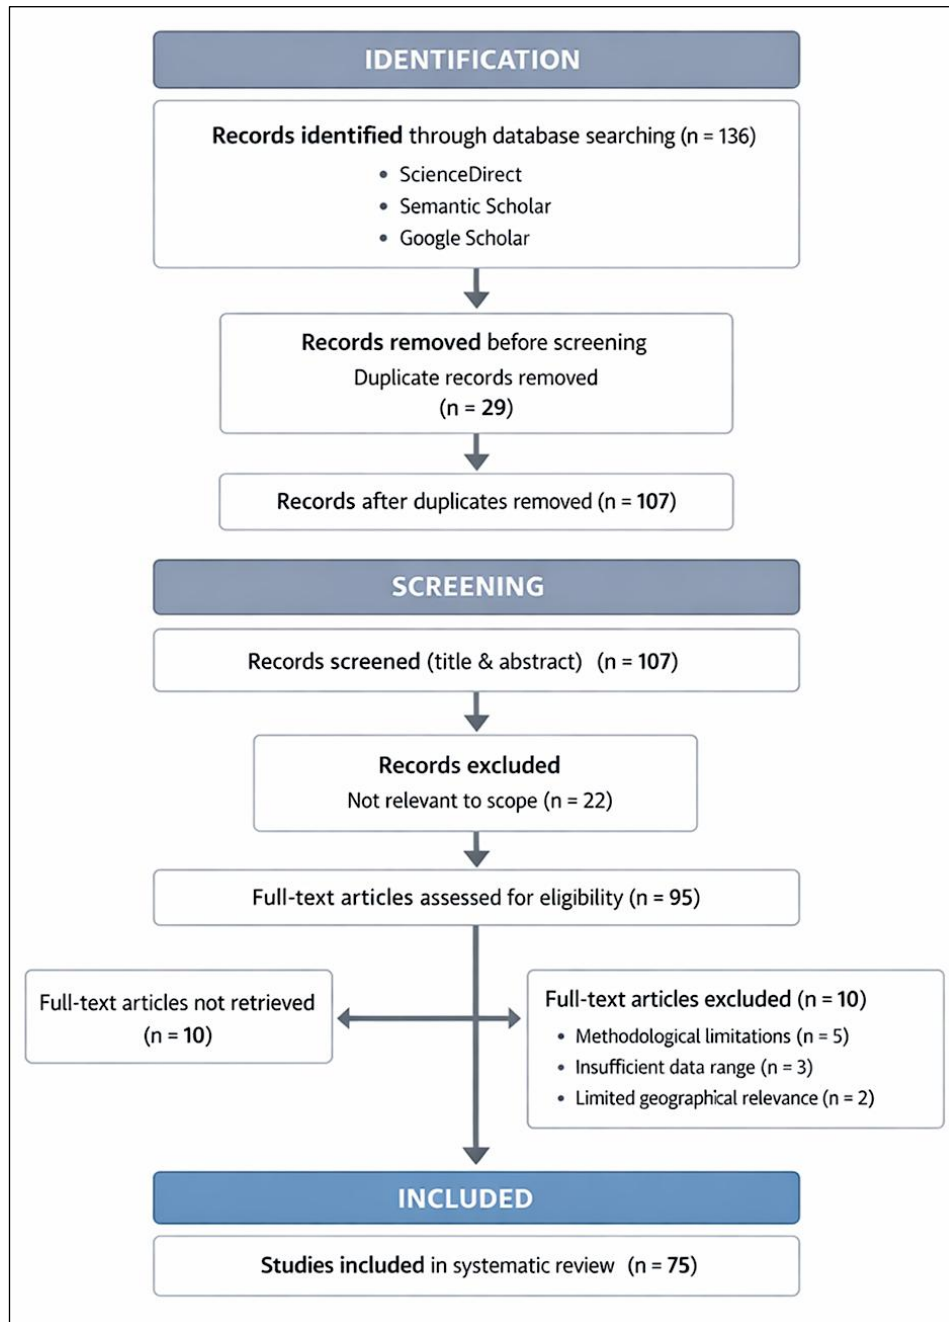 IDENTIFICATION
Records identified through database searching (n = 136)
• ScienceDirect
• Semantic Scholar
• Google Scholar
Records removed before screening
Duplicate records removed
(n = 29)
Records after duplicates removed (n = 107)
SCREENING
Records screened (title & abstract) (n = 107)
Records excluded
Not relevant to scope (n = 22)
Full-text articles assessed for eligibility (n = 95)
Full-text articles not retrieved
(n = 10)
Full-text articles excluded (n = 10)
• Methodological limitations (n = 5)
• Insufficient data range (n = 3)
• Limited geographical relevance (n = 2)
INCLUDED
Studies included in systematic review (n = 75)